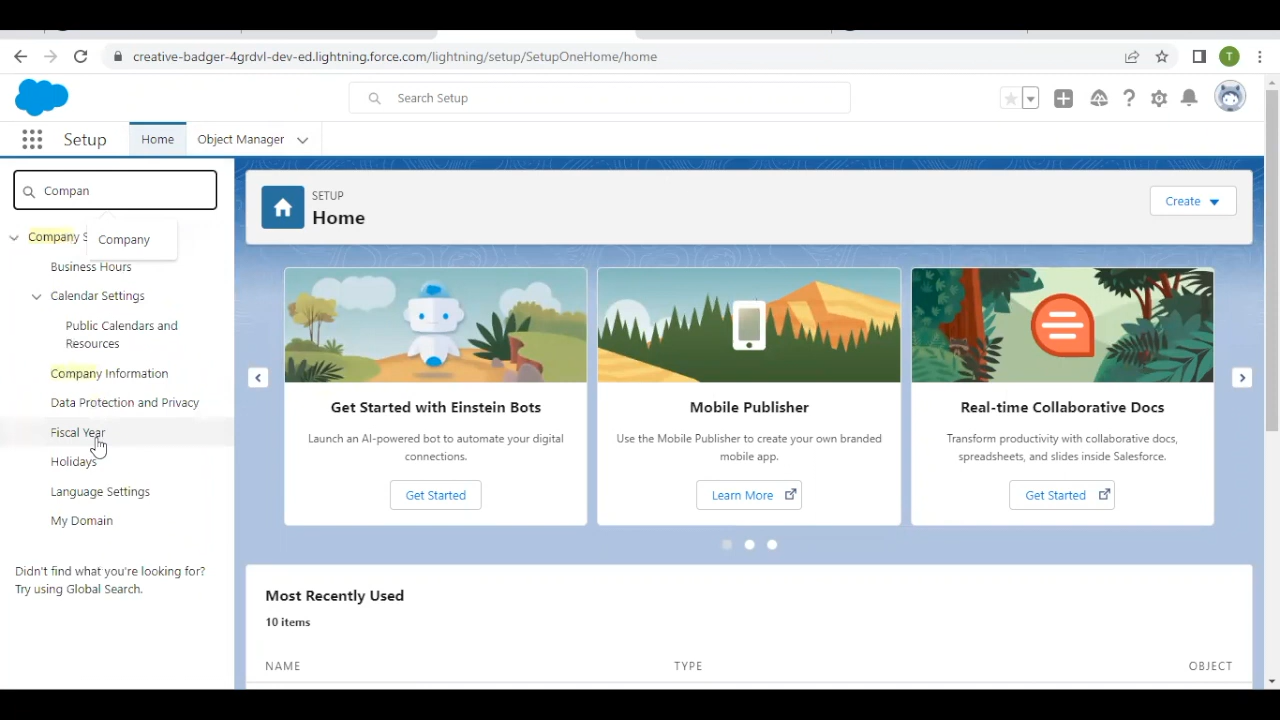 creative-badger-4grdvl-dev-ed.lightning.force.com/lightning/setup/SetupOneHome/home
T
Search Setup
Setup
Home
Object Manager
Compan
Company S
Company
Business Hours
Calendar Settings
Public Calendars and
Resources
Company Information
Data Protection and Privacy
Fiscal Year
Holidays
Language Settings
My Domain
Didn't find what you're looking for?
Try using Global Search.
SETUP
Home
Create
Get Started with Einstein Bots
Launch an AI-powered bot to automate your digital
connections.
Get Started
Mobile Publisher
Use the Mobile Publisher to create your own branded
mobile app.
Learn More
Real-time Collaborative Docs
Transform productivity with collaborative docs,
spreadsheets, and slides inside Salesforce.
Get Started
Most Recently Used
10 items
NAME
TYPE
OBJECT